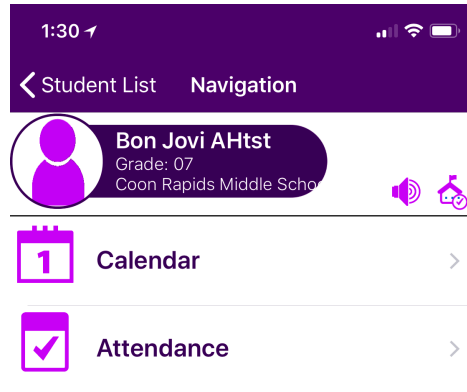 1:30
Student List Navigation
Bon Jovi AHtst
Grade: 07
Coon Rapids Middle Scho
1 Calendar
Attendance